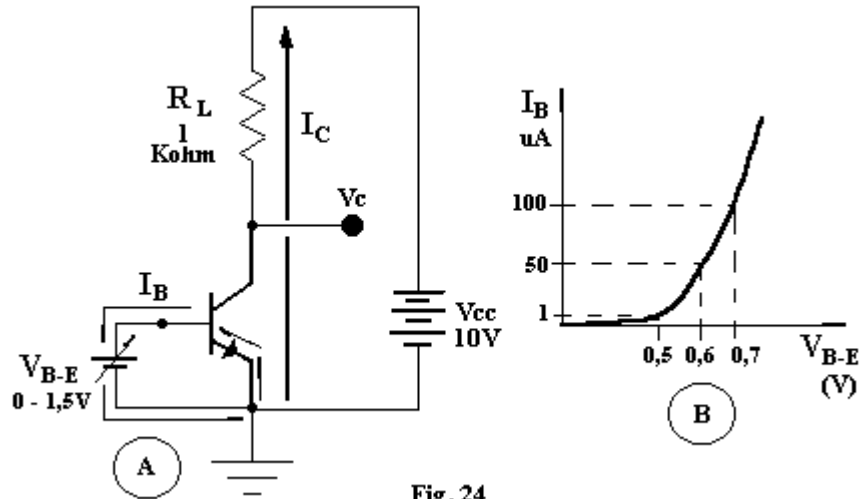 R L
1
Kohm
I C
Vc
I B
V B-E
0 - 1,5V
Vcc
10V
A
I B
uA
100
50
1
0,5 0,6 0,7
V B-E
(V)
B
Fig. 24